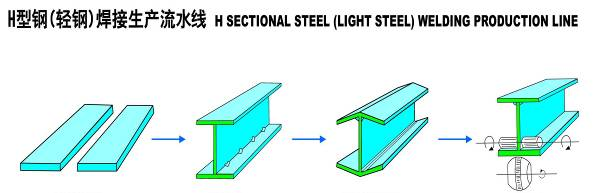 H型钢(轻钢)焊接生产流水线 H SECTIONAL STEEL (LIGHT STEEL) WELDING PRODUCTION LINE